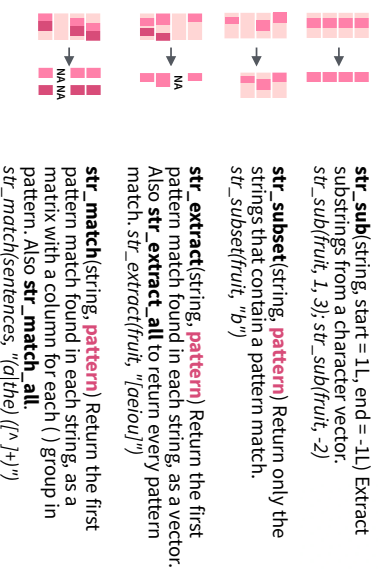 str_sub(string, start = 1L, end = -1L) Extract
substrings from a character vector.
str_sub(fruit, 1, 3); str_sub(fruit, -2)
str_subset(string, pattern) Return only the
strings that contain a pattern match.
str_subset(fruit, "b")
NA
str_extract(string, pattern) Return the first
pattern match found in each string, as a vector.
Also str_extract_all to return every pattern
match. str_extract(fruit, "[aeiou]")
NA NA
str_match(string, pattern) Return the first
pattern match found in each string, as a
matrix with a column for each ( ) group in
pattern. Also str_match_all.
str_match(sentences, "(a|the) ([^ ]+)")